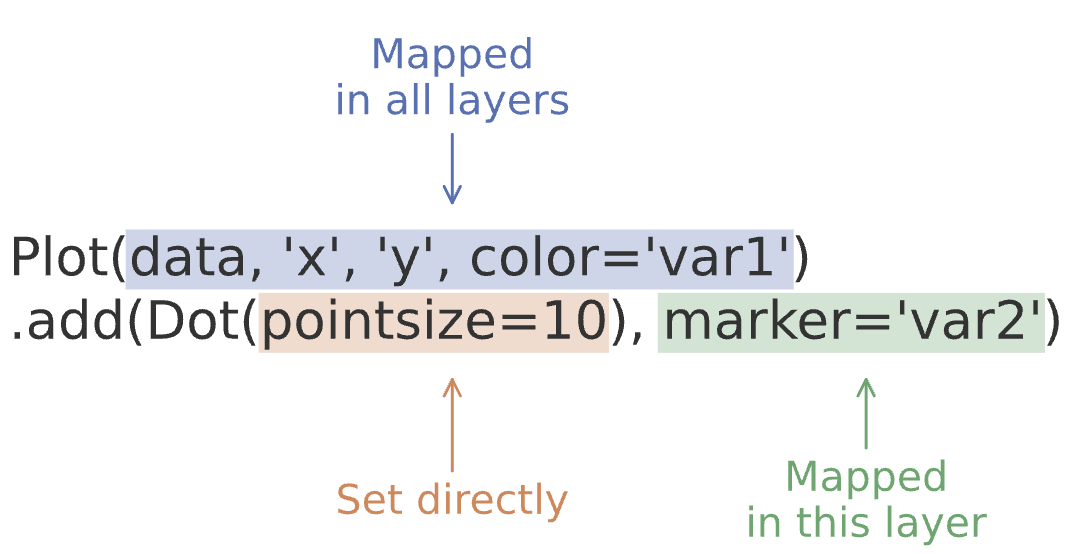 Mapped
in all layers
Plot(data, 'x', 'y', color='var1')
.add(Dot(pointsize=10), marker='var2')
Set directly
Mapped
in this layer